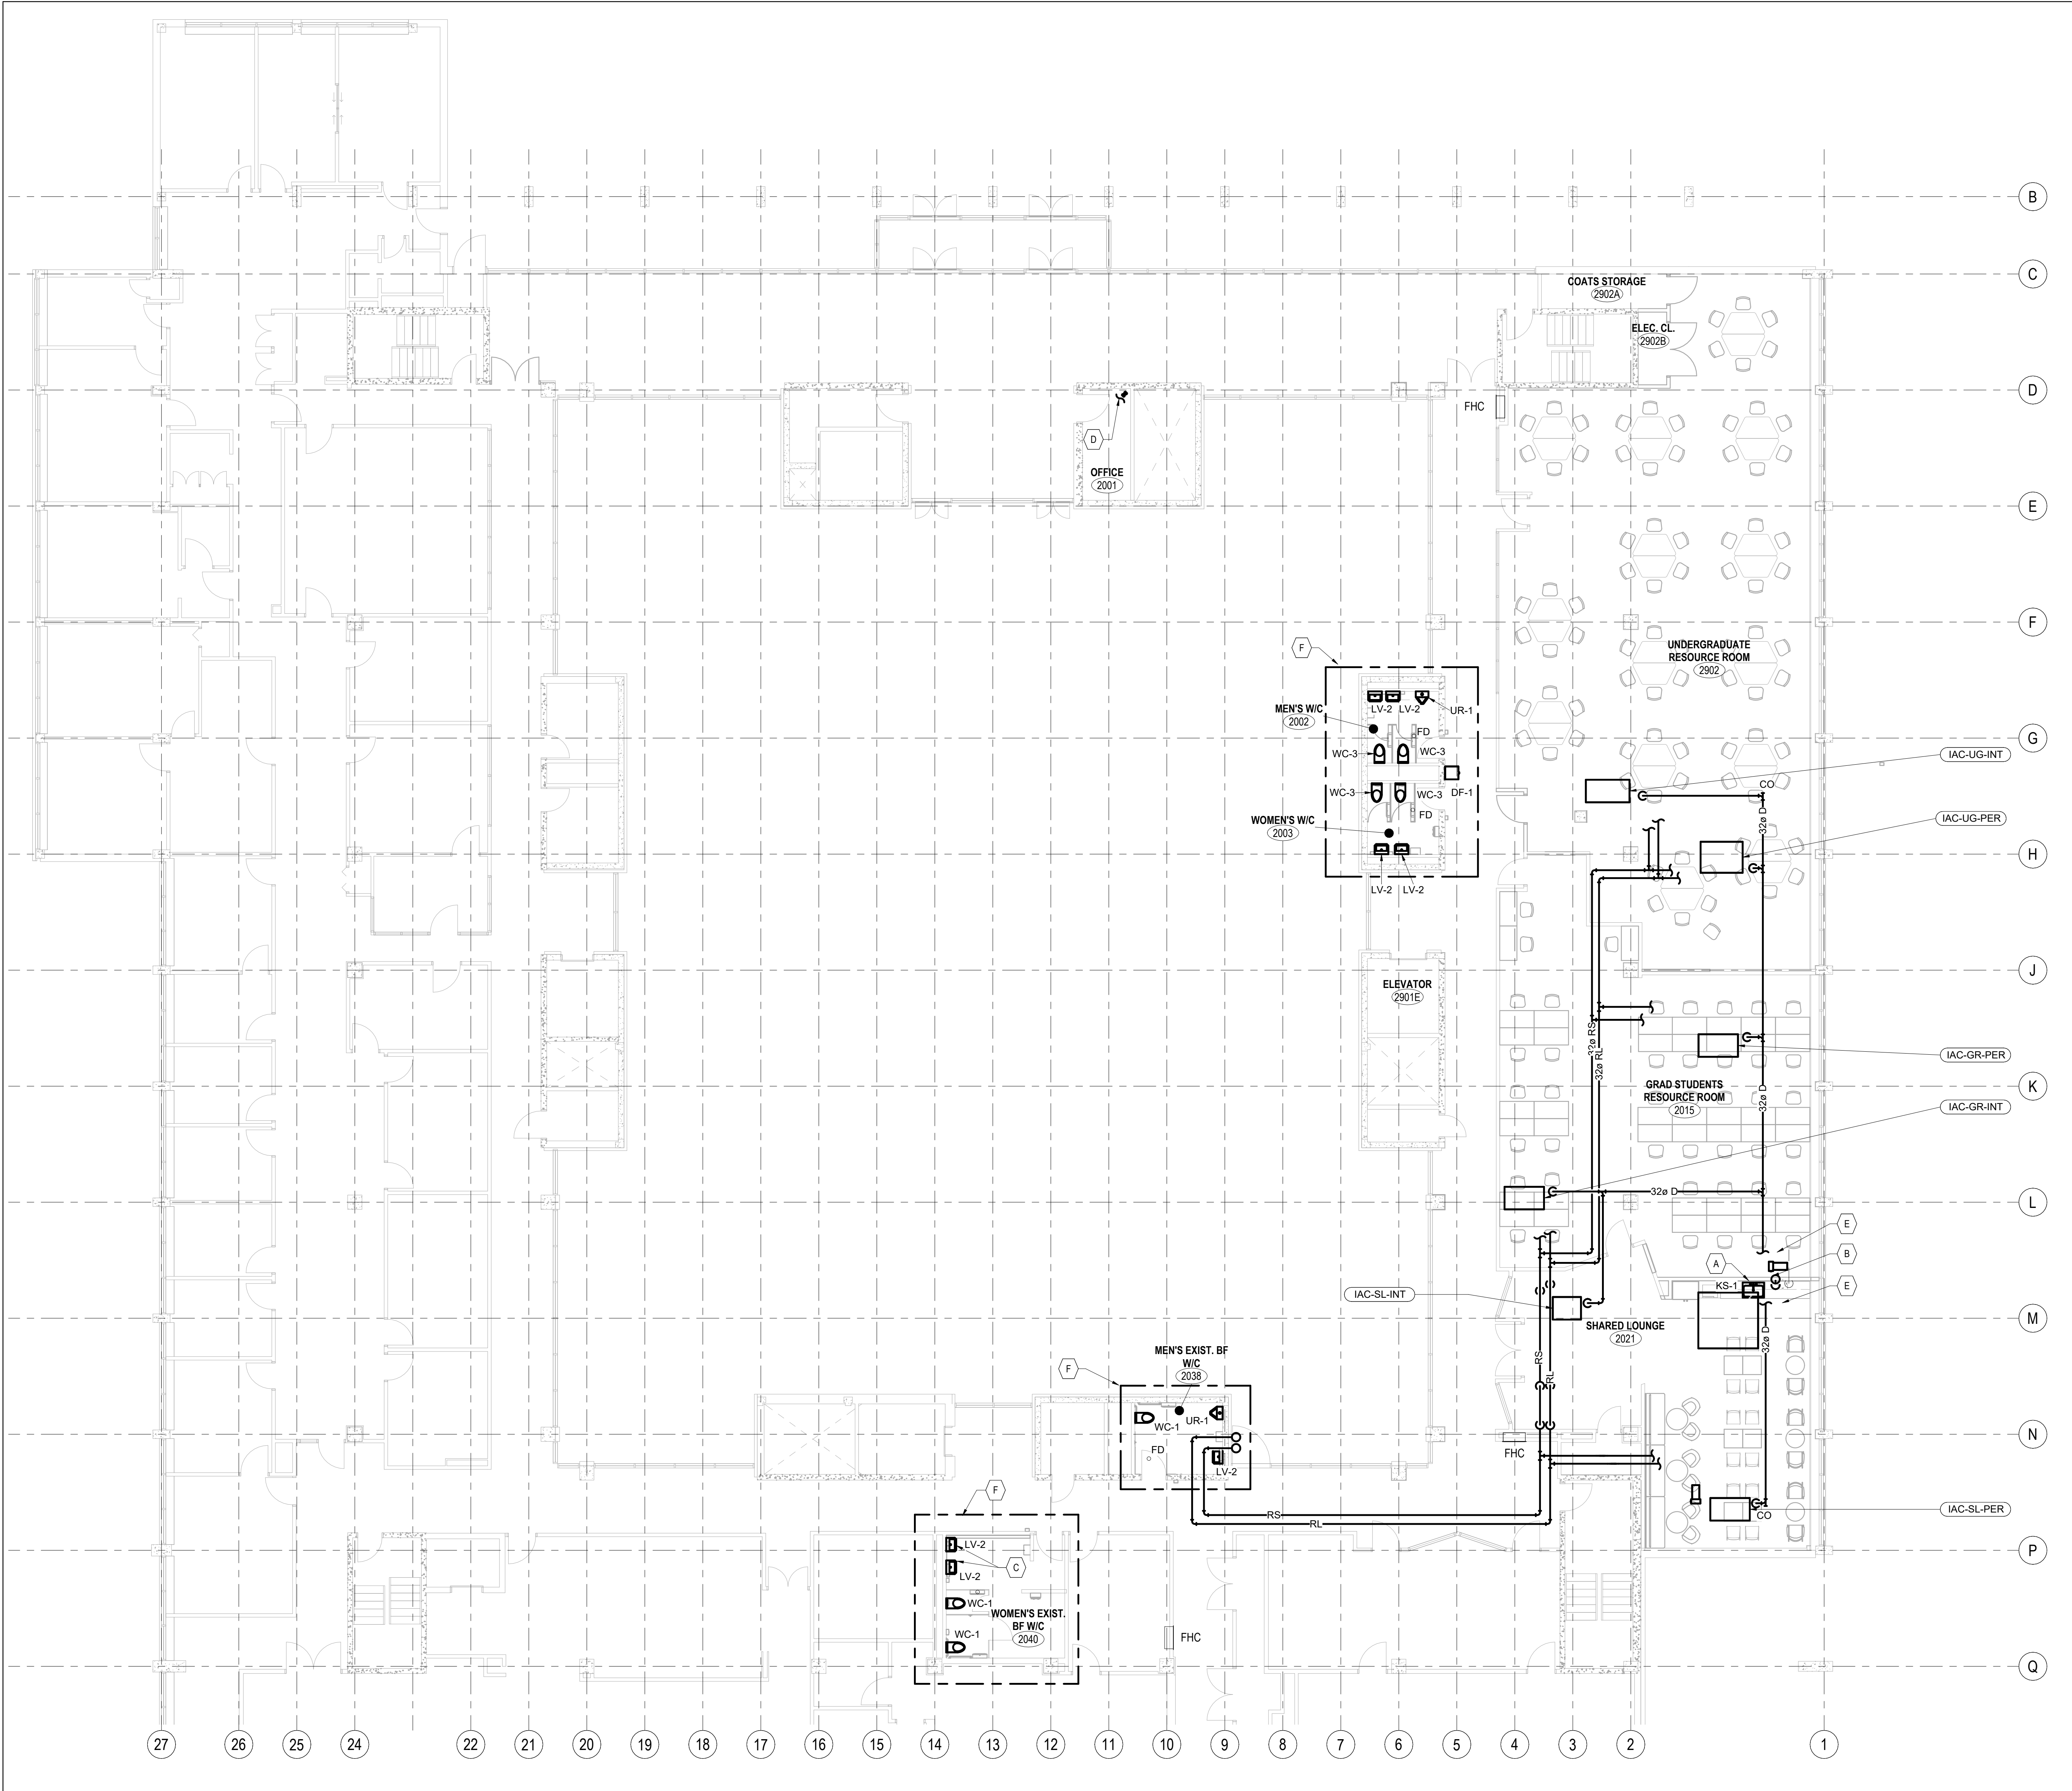 B
C
COATS STORAGE
2902A
ELEC. CL.
2902B
D
FHC
D
OFFICE
2001
E
F
F
UNDERGRADUATE
RESOURCE ROOM
2902
LV-2
LV-2
UR-1
MEN'S W/C
2002
FD
G
WC-3
WC-3
IAC-UG-INT
CO
WC-3
WC-3
DF-1
FD
WOMEN'S W/C
2003
32ø D
IAC-UG-PER
H
LV-2
LV-2
J
ELEVATOR
2901E
32ø RS
32ø RL
IAC-GR-PER
GRAD STUDENTS
RESOURCE ROOM
2015
32ø D
K
IAC-GR-INT
32ø D
L
E
B
A
KS-1
E
IAC-SL-INT
SHARED LOUNGE
2021
M
32ø D
RS
RL
MEN'S EXIST. BF
W/C
2038
F
WC-1
UR-1
FD
LV-2
N
FHC
F
RS
RL
IAC-SL-PER
CO
LV-2
C
LV-2
P
WC-1
WOMEN'S EXIST.
BF W/C
2040
WC-1
FHC
Q
27
26
25
24
22
21
20
19
18
17
16
15
14
13
12
11
10
9
8
7
6
5
4
3
2
1